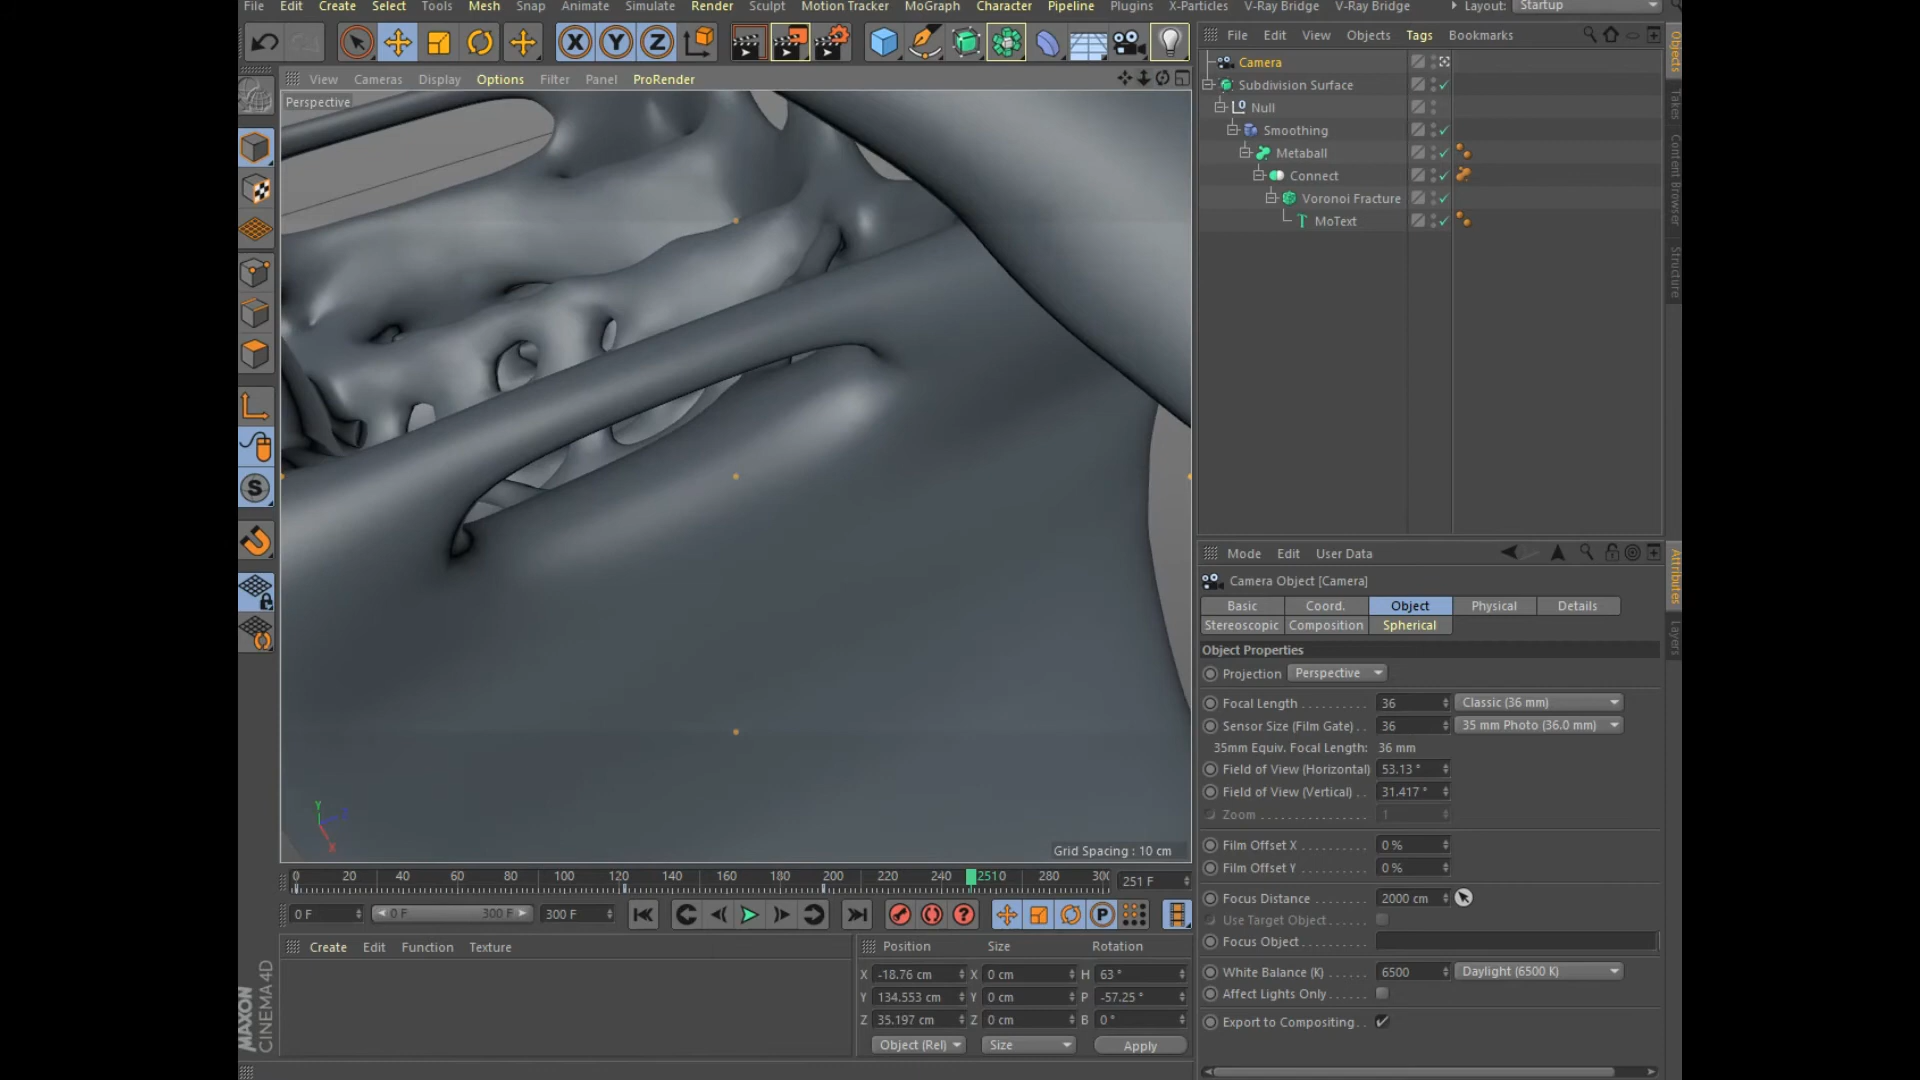 File Edit Create Select Tools Mesh Snap Animate Simulate Render Sculpt Motion Tracker MoGraph Character Pipeline Plugins X-Particles V-Ray Bridge V-Ray Bridge Layout: Startup
File Edit View Objects Tags Bookmarks
View Cameras Display Options Filter Panel ProRender
Perspective
Camera
Subdivision Surface
Null
Smoothing
Metaball
Connect
Voronoi Fracture
MoText
Objects
Takes
Content Browser
Structure
Mode Edit User Data
Camera Object [Camera]
Basic Coord. Object Physical Details
Stereoscopic Composition Spherical
Object Properties
Projection Perspective
Focal Length 36 Classic (36 mm)
Sensor Size (Film Gate) 36 35 mm Photo (36.0 mm)
35mm Equiv. Focal Length: 36 mm
Field of View (Horizontal) 53.13 °
Field of View (Vertical) 31.417 °
Zoom 1
Film Offset X 0 %
Film Offset Y 0 %
Focus Distance 2000 cm
Use Target Object
Focus Object
White Balance (K) 6500 Daylight (6500 K)
Affect Lights Only
Export to Compositing
Attributes
Layers
Y
Z
X
Grid Spacing : 10 cm
0 20 40 60 80 100 120 140 160 180 200 220 240 2510 280 30 251 F
0 F 0 F 300 F 300 F
Create Edit Function Texture
Position Size Rotation
X -18.76 cm X 0 cm H 63 °
Y 134.553 cm Y 0 cm P -57.25 °
Z 35.197 cm Z 0 cm B 0 °
Object (Rel) Size Apply
MAXON
CINEMA 4D